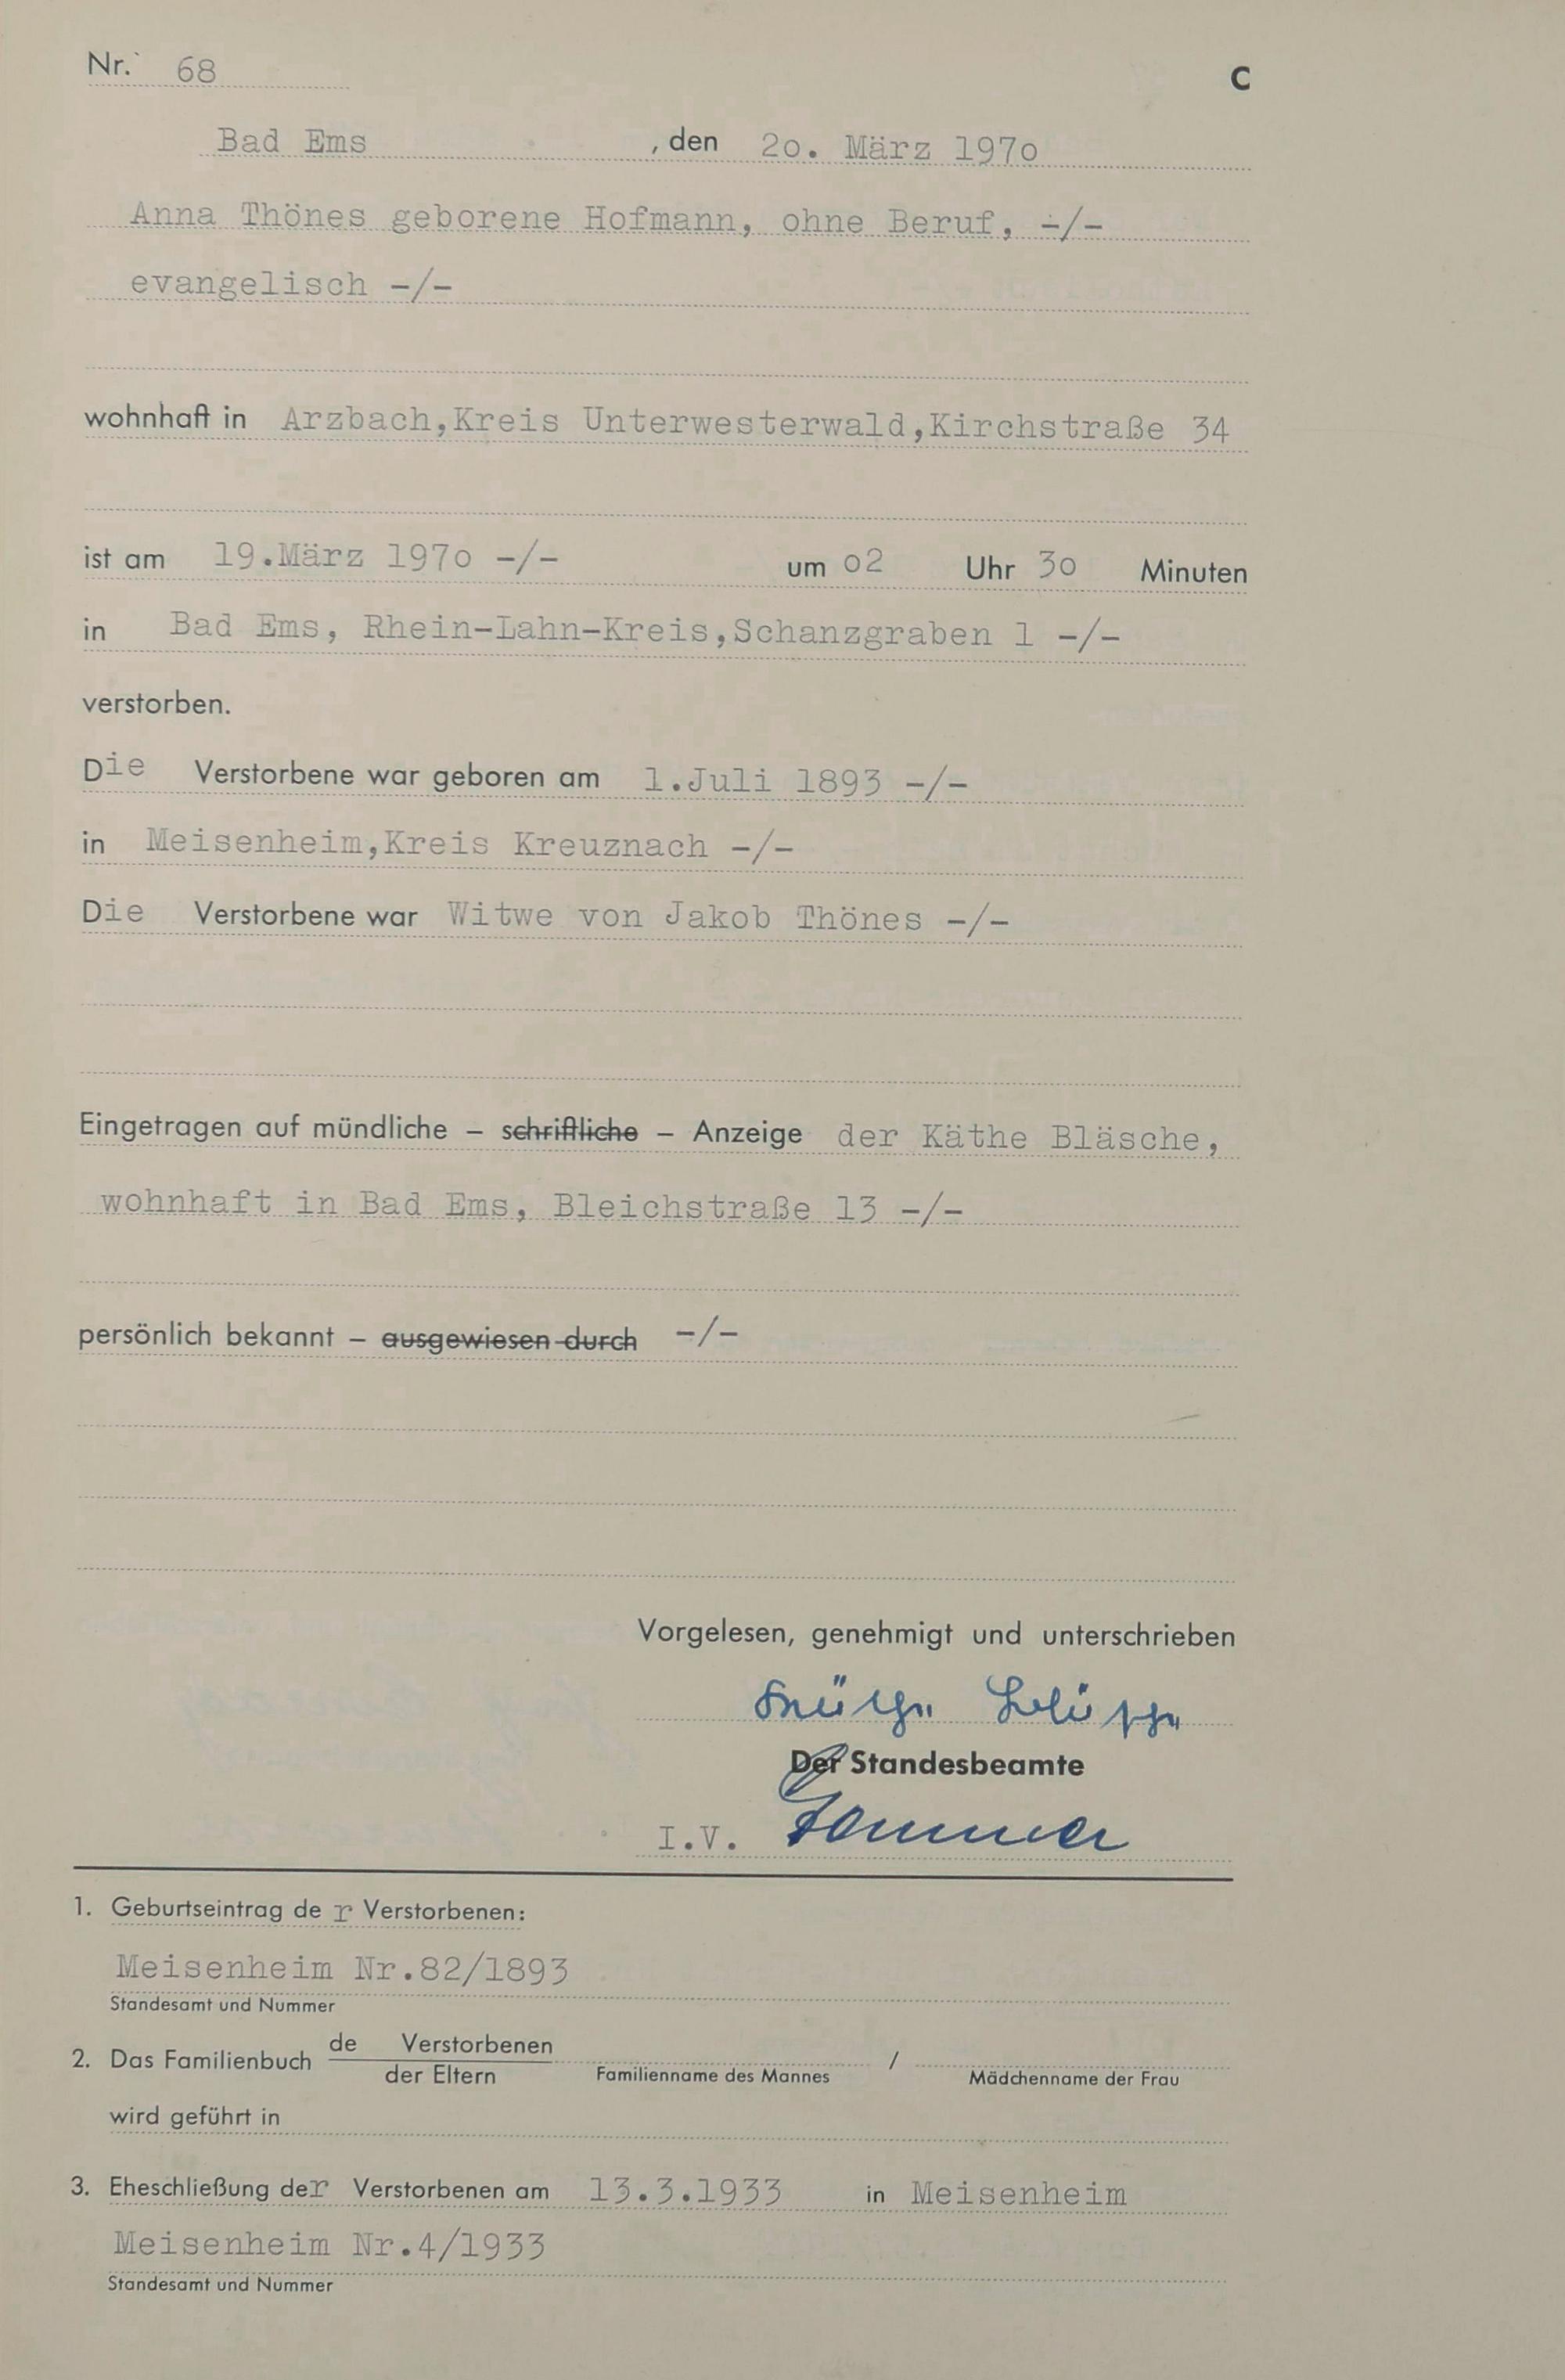 Nr. 68
C
Bad Ems , den 2o. März 197o
Anna Thönes geborene Hofmann, ohne Beruf, -/-
evangelisch -/-
wohnhaft in Arzbach,Kreis Unterwesterwald,Kirchstraße 34
ist am 19.März 197o -/- um o2 Uhr 3o Minuten
in Bad Ems, Rhein-Lahn-Kreis,Schanzgraben 1 -/-
verstorben.
Die Verstorbene war geboren am 1.Juli 1893 -/-
in Meisenheim,Kreis Kreuznach -/-
Die Verstorbene war Witwe von Jakob Thönes -/-
Eingetragen auf mündliche – schriftliche – Anzeige der Käthe Bläsche,
wohnhaft in Bad Ems, Bleichstraße 13 -/-
persönlich bekannt – ausgewiesen durch -/-
Vorgelesen, genehmigt und unterschrieben
Der Standesbeamte
I.V.
1. Geburtseintrag der Verstorbenen:
Meisenheim Nr.82/1893
Standesamt und Nummer
2. Das Familienbuch de Verstorbenen
der Eltern
/
Familienname des Mannes Mädchenname der Frau
wird geführt in
3. Eheschließung der Verstorbenen am 13.3.1933 in Meisenheim
Meisenheim Nr.4/1933
Standesamt und Nummer